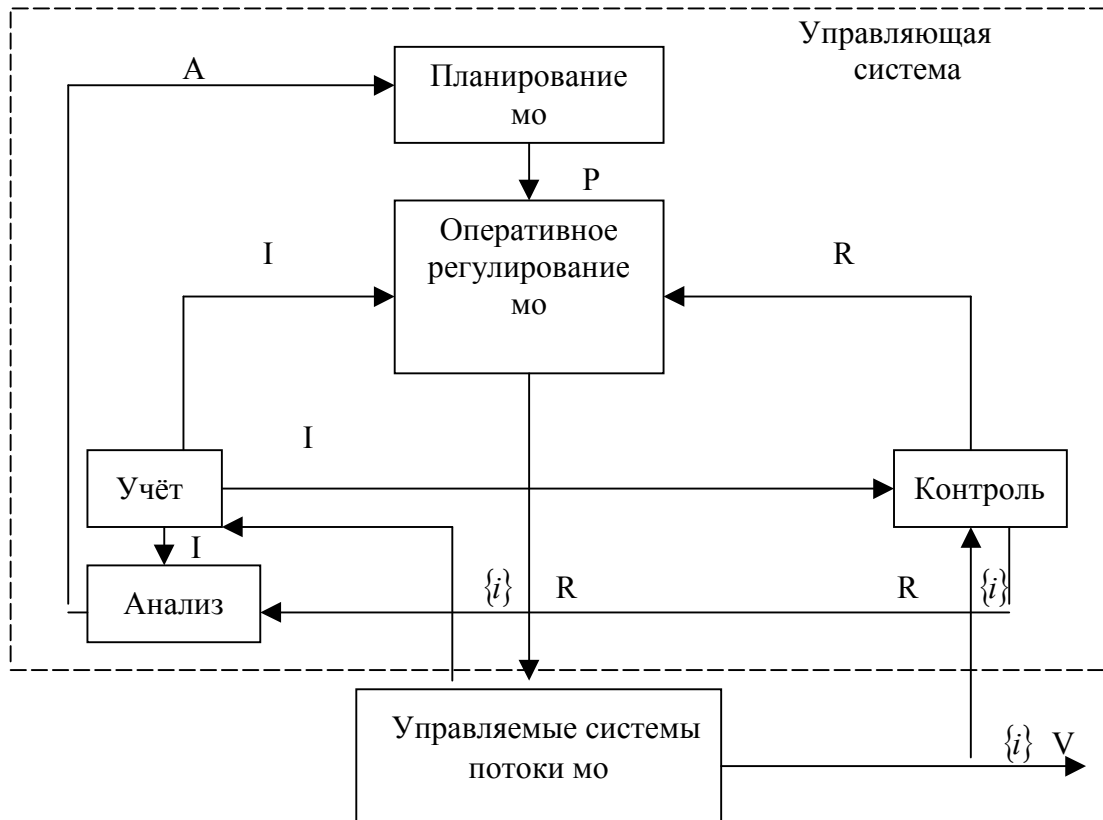 Управляющая
система
A
Планирование
мо
P
Оперативное
регулирование
мо
I
R
I
Учёт
Контроль
I
Анализ
{i} R
R {i}
Управляемые системы
потоки мо
{i} V